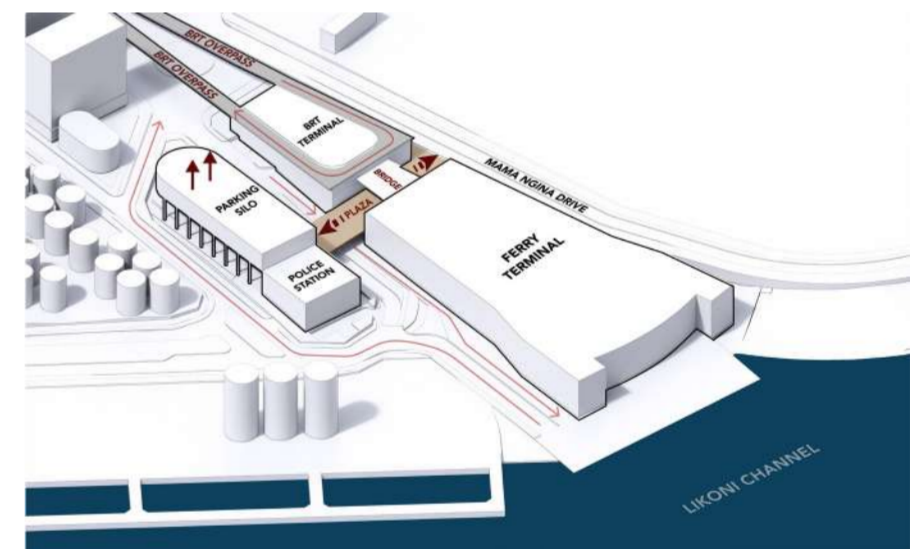 BRT OVERPASS
BRT OVERPASS
BRT
TERMINAL
BRIDGE
MAMA NGINA DRIVE
PARKING
SILO
PLAZA
FERRY
TERMINAL
POLICE
STATION
LIKONI CHANNEL